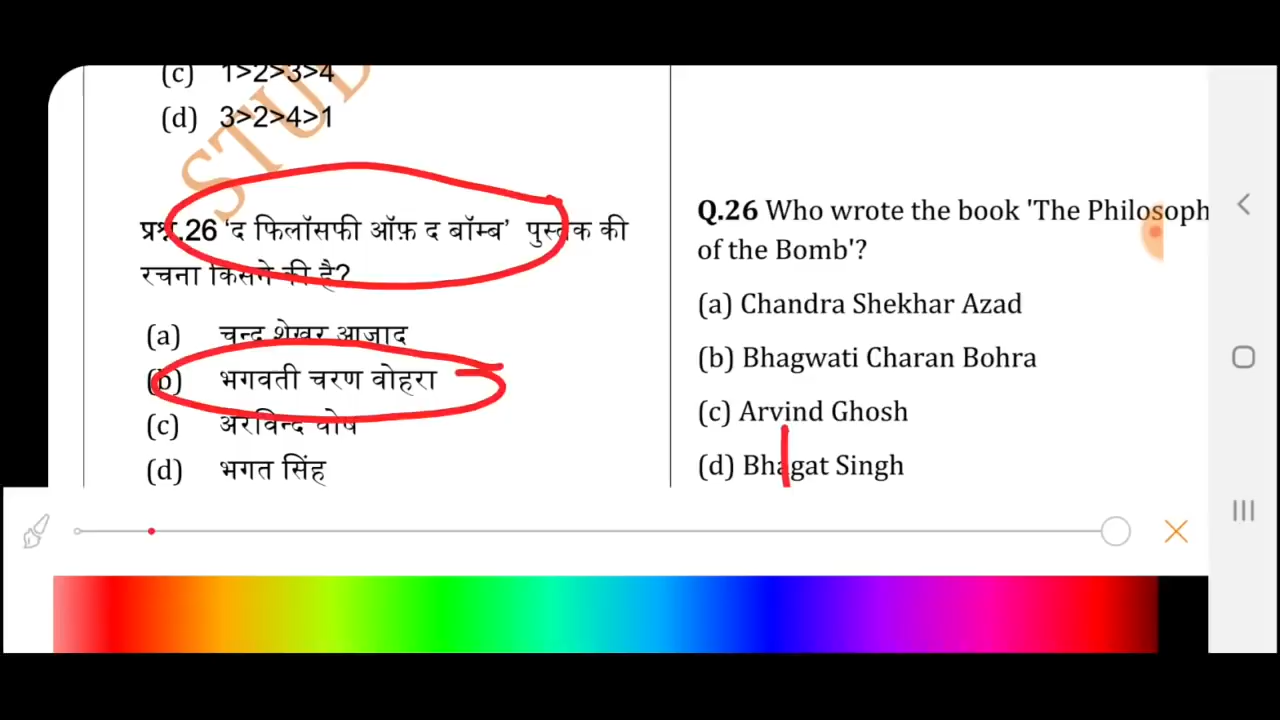 (c) 1>2>3>4
(d) 3>2>4>1
STUD
प्रश्न.26 'द फिलॉसफी ऑफ़ द बॉम्ब' पुस्तक की
रचना किसने की है?
(a) चन्द्र शेखर आजाद
(b) भगवती चरण वोहरा
(c) अरविन्द घोष
(d) भगत सिंह
Q.26 Who wrote the book 'The Philosoph
of the Bomb'?
(a) Chandra Shekhar Azad
(b) Bhagwati Charan Bohra
(c) Arvind Ghosh
(d) Bhagat Singh